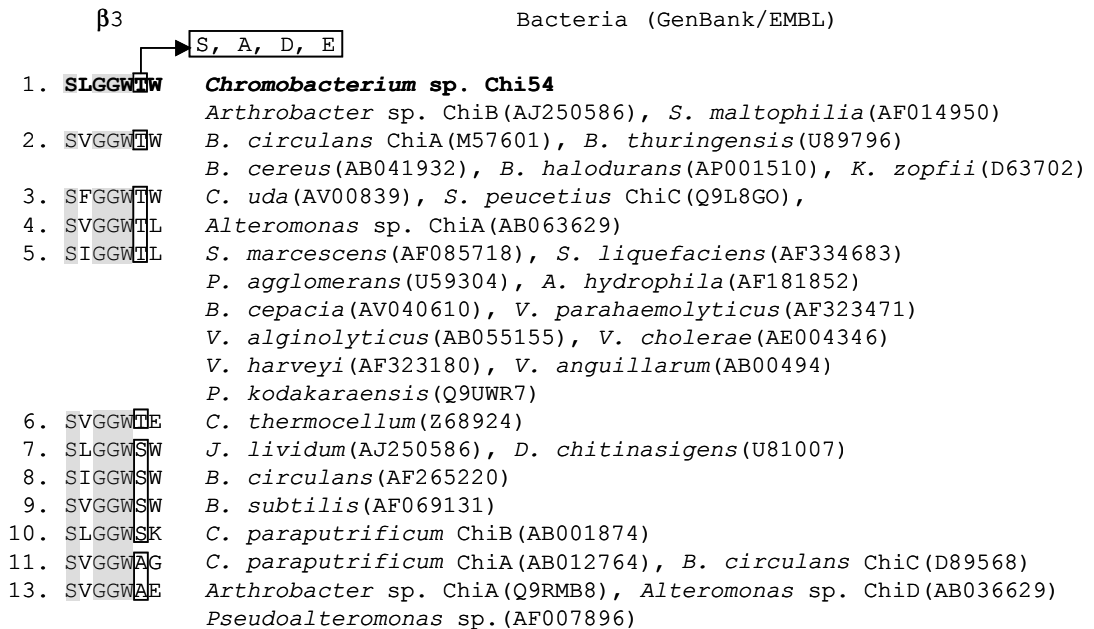 β3 Bacteria (GenBank/EMBL)
S, A, D, E
1. SLGGWTW Chromobacterium sp. Chi54
Arthrobacter sp. ChiB(AJ250586), S. maltophilia(AF014950)
2. SVGGWTW B. circulans ChiA(M57601), B. thuringensis(U89796)
B. cereus(AB041932), B. halodurans(AP001510), K. zopfii(D63702)
3. SFGGWTW C. uda(AV00839), S. peucetius ChiC(Q9L8GO),
4. SVGGWTL Alteromonas sp. ChiA(AB063629)
5. SIGGWTL S. marcescens(AF085718), S. liquefaciens(AF334683)
P. agglomerans(U59304), A. hydrophila(AF181852)
B. cepacia(AV040610), V. parahaemolyticus(AF323471)
V. alginolyticus(AB055155), V. cholerae(AE004346)
V. harveyi(AF323180), V. anguillarum(AB00494)
P. kodakaraensis(Q9UWR7)
6. SVGGWTE C. thermocellum(Z68924)
7. SLGGWSW J. lividum(AJ250586), D. chitinasigens(U81007)
8. SIGGWSW B. circulans(AF265220)
9. SVGGWSW B. subtilis(AF069131)
10. SLGGWSK C. paraputrificum ChiB(AB001874)
11. SVGGWAG C. paraputrificum ChiA(AB012764), B. circulans ChiC(D89568)
13. SVGGWAE Arthrobacter sp. ChiA(Q9RMB8), Alteromonas sp. ChiD(AB036629)
Pseudoalteromonas sp.(AF007896)